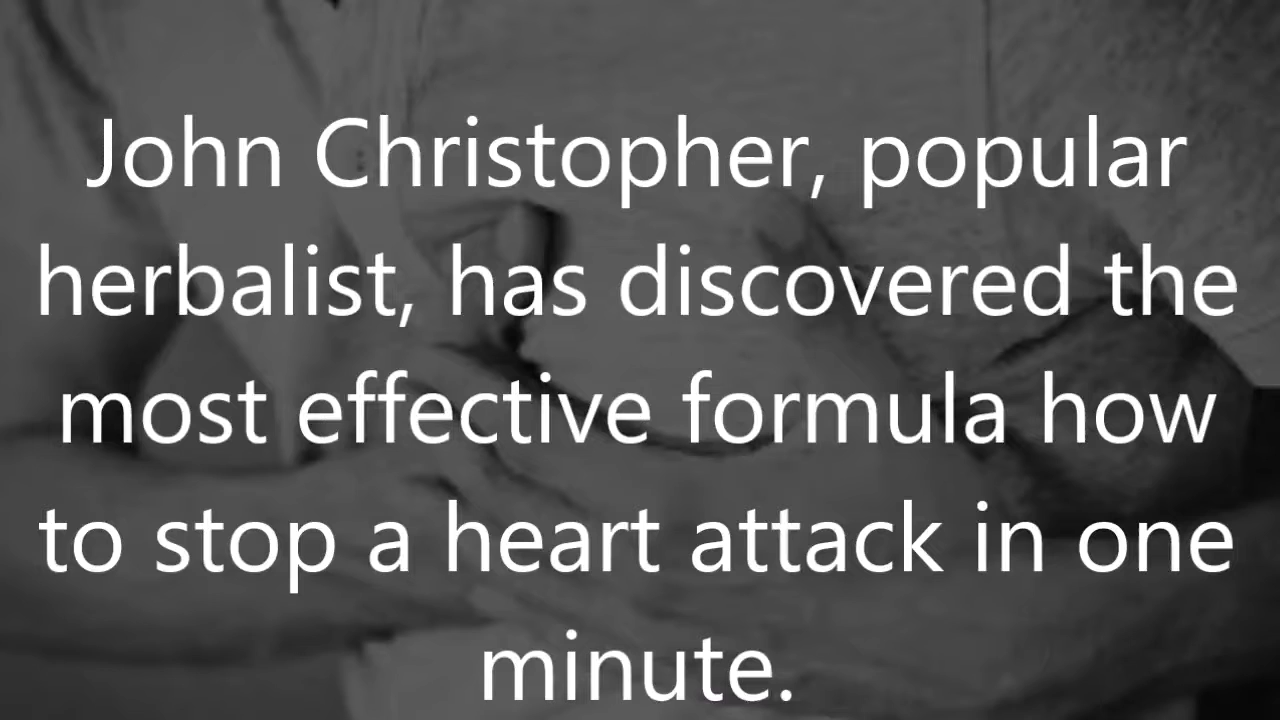 John Christopher, popular
herbalist, has discovered the
most effective formula how
to stop a heart attack in one
minute.